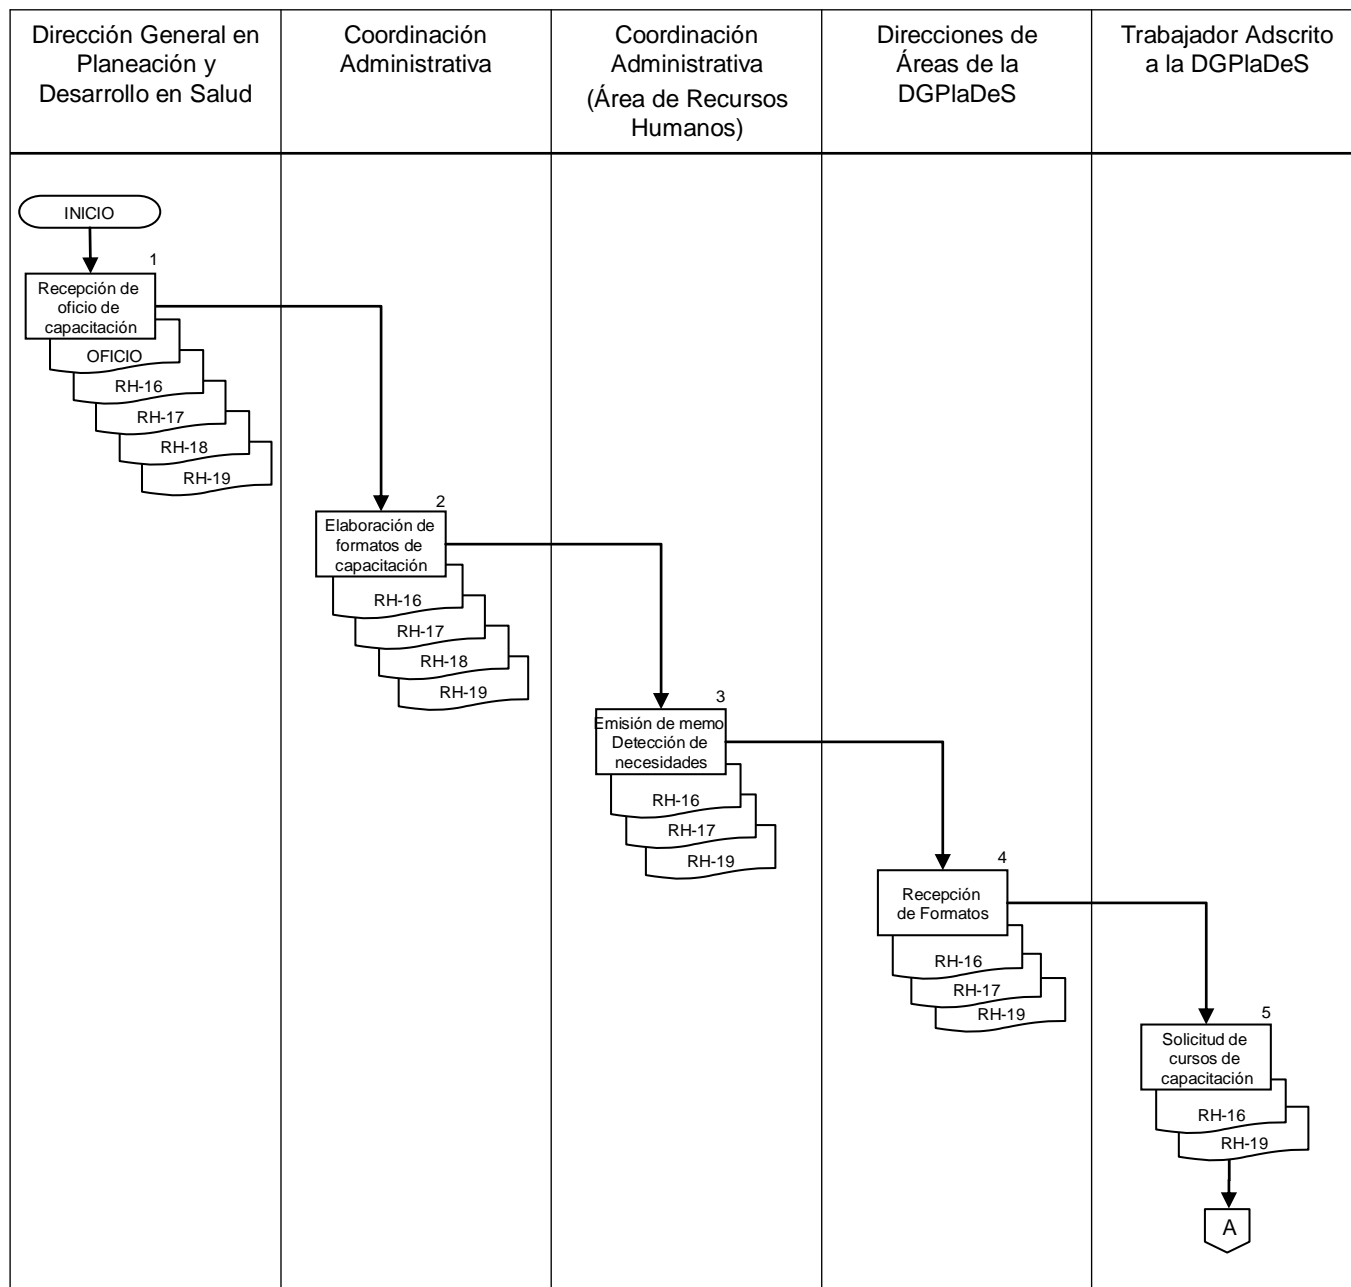 Dirección General en
Planeación y
Desarrollo en Salud
Coordinación
Administrativa
Coordinación
Administrativa
(Área de Recursos
Humanos)
Direcciones de
Áreas de la
DGPlaDeS
Trabajador Adscrito
a la DGPlaDeS
INICIO
1
Recepción de
oficio de
capacitación
OFICIO
RH-16
RH-17
RH-18
RH-19
2
Elaboración de
formatos de
capacitación
RH-16
RH-17
RH-18
RH-19
3
Emisión de memo
Detección de
necesidades
RH-16
RH-17
RH-19
4
Recepción
de Formatos
RH-16
RH-17
RH-19
5
Solicitud de
cursos de
capacitación
RH-16
RH-19
A